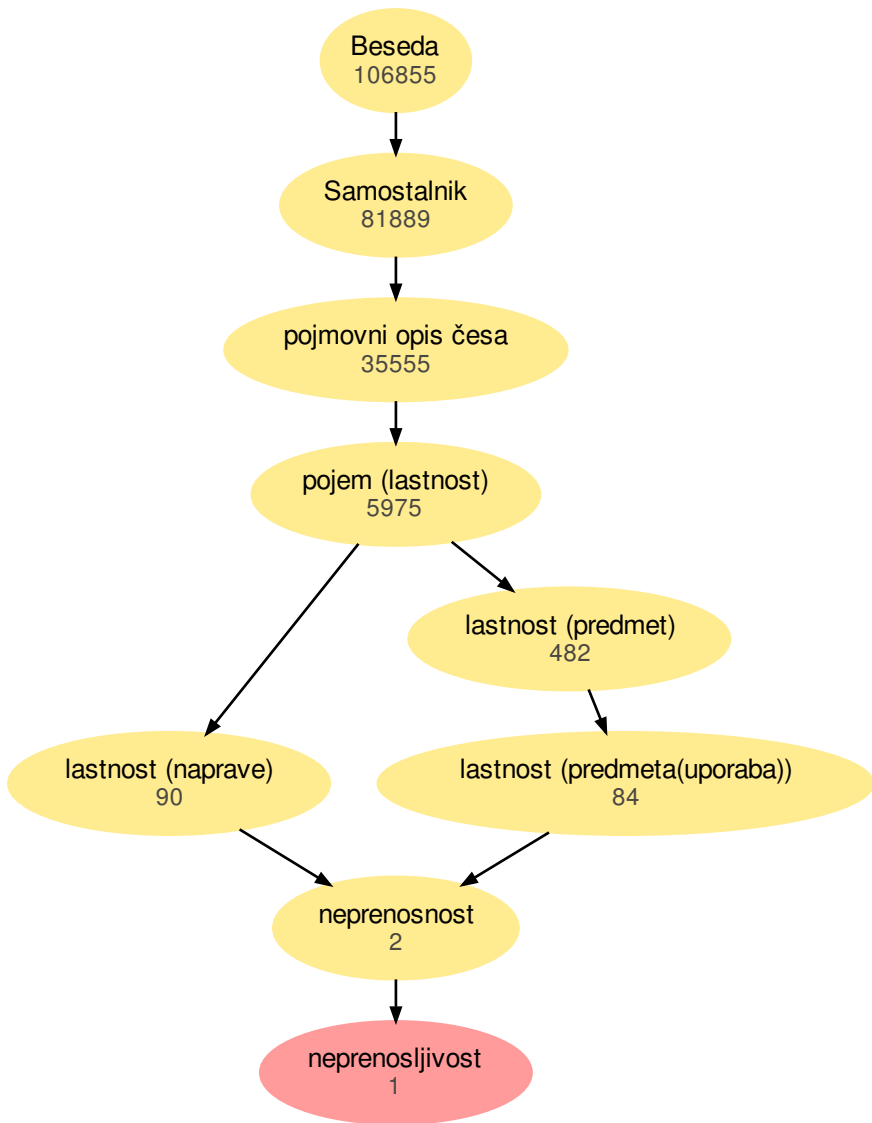 Beseda
106855
Samostalnik
81889
pojmovni opis česa
35555
pojem (lastnost)
5975
lastnost (predmet)
482
lastnost (naprave)
90
lastnost (predmeta(uporaba))
84
neprenosnost
2
neprenosljivost
1